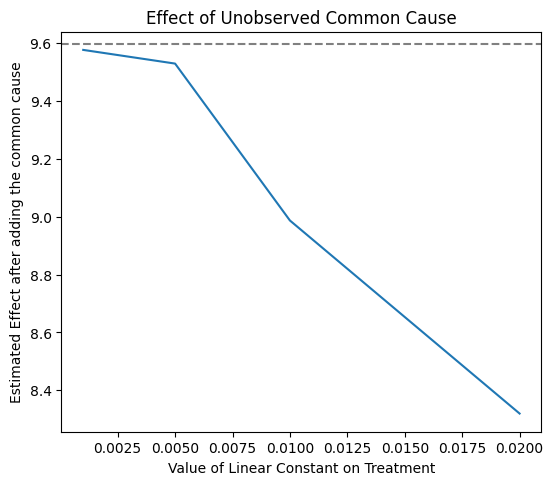 Effect of Unobserved Common Cause
Estimated Effect after adding the common cause
9.6
9.4
9.2
9.0
8.8
8.6
8.4
0.0025 0.0050 0.0075 0.0100 0.0125 0.0150 0.0175 0.0200
Value of Linear Constant on Treatment